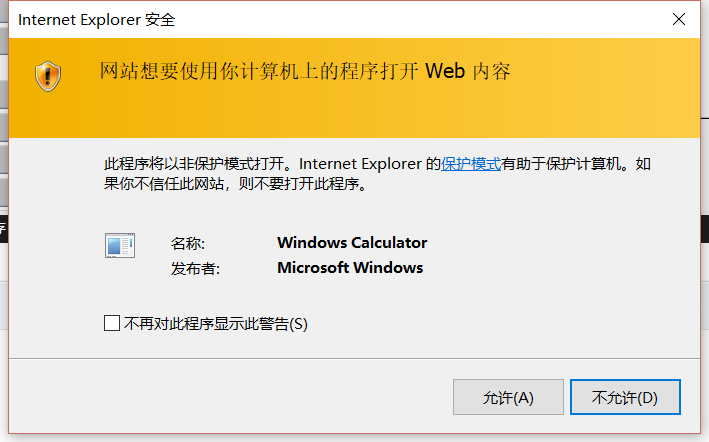 Internet Explorer 安全
网站想要使用你计算机上的程序打开 Web 内容
此程序将以非保护模式打开。Internet Explorer 的保护模式有助于保护计算机。如
果你不信任此网站，则不要打开此程序。
名称: Windows Calculator
发布者: Microsoft Windows
不再对此程序显示此警告(S)
允许(A) 不允许(D)